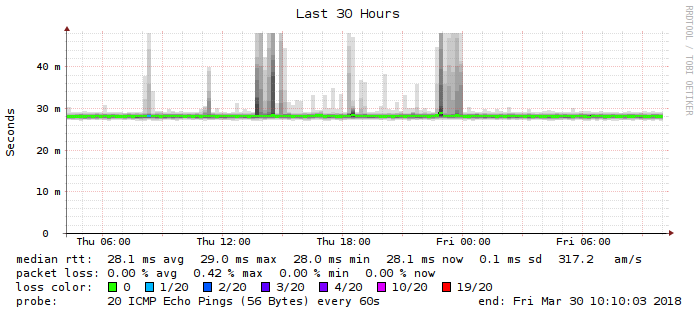 Last 30 Hours
RRDTOOL / TOBI OETIKER
Seconds
40 m
30 m
20 m
10 m
0
Thu 06:00 Thu 12:00 Thu 18:00 Fri 00:00 Fri 06:00
median rtt: 28.1 ms avg 29.0 ms max 28.0 ms min 28.1 ms now 0.1 ms sd 317.2 am/s
packet loss: 0.00 % avg 0.42 % max 0.00 % min 0.00 % now
loss color: 0 1/20 2/20 3/20 4/20 10/20 19/20
probe: 20 ICMP Echo Pings (56 Bytes) every 60s end: Fri Mar 30 10:10:03 2018